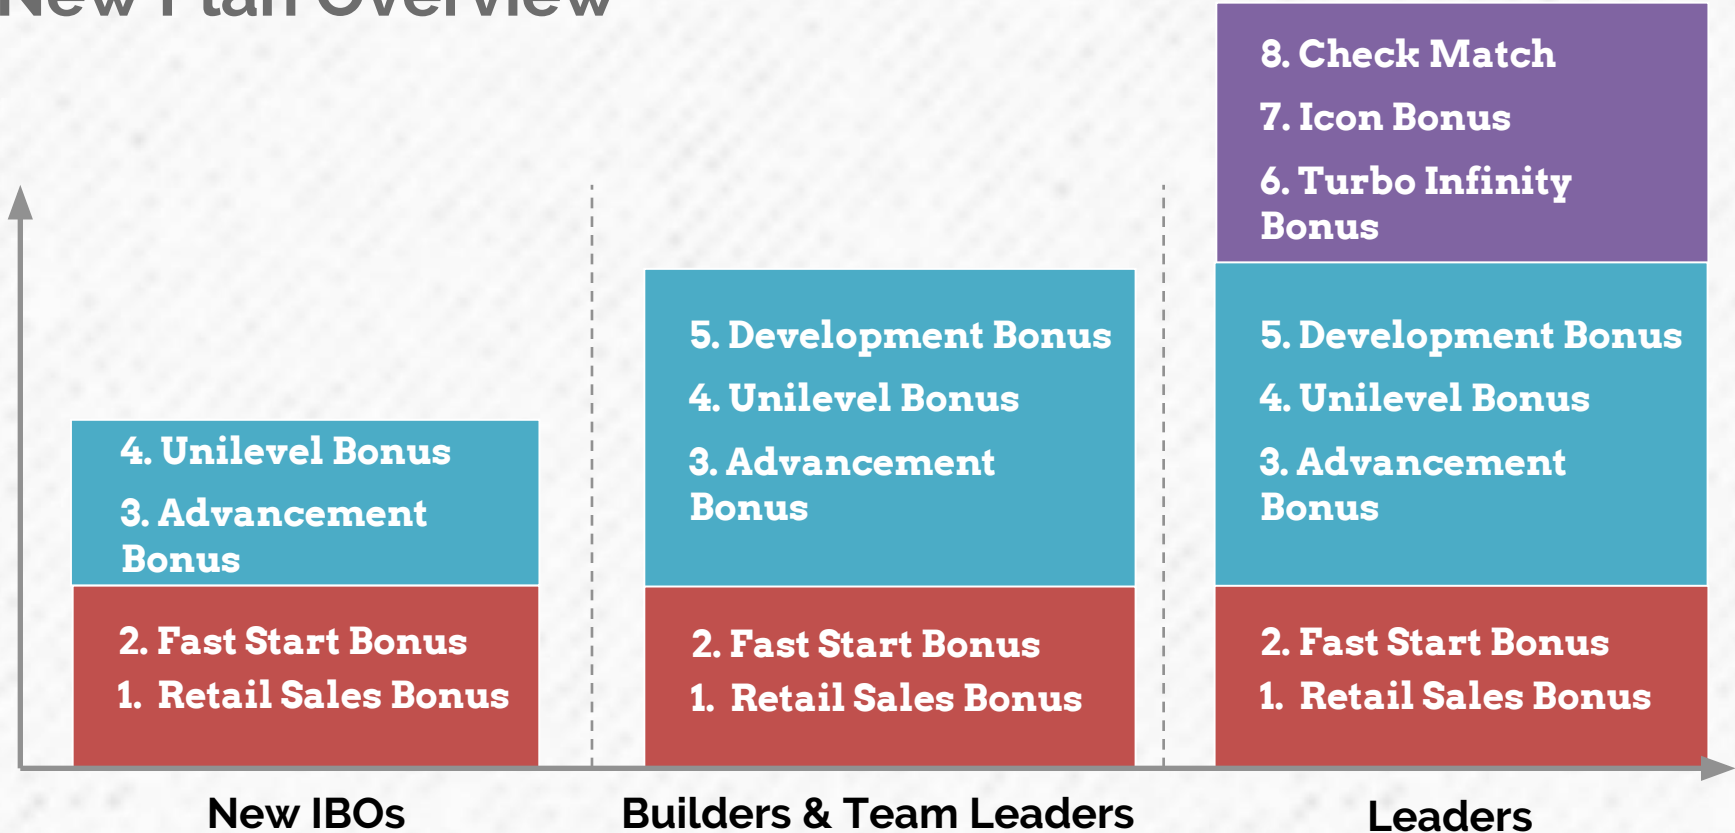 New Plan Overview
4. Unilevel Bonus
3. Advancement
Bonus
2. Fast Start Bonus
1. Retail Sales Bonus
New IBOs
5. Development Bonus
4. Unilevel Bonus
3. Advancement
Bonus
2. Fast Start Bonus
1. Retail Sales Bonus
Builders & Team Leaders
8. Check Match
7. Icon Bonus
6. Turbo Infinity
Bonus
5. Development Bonus
4. Unilevel Bonus
3. Advancement
Bonus
2. Fast Start Bonus
1. Retail Sales Bonus
Leaders